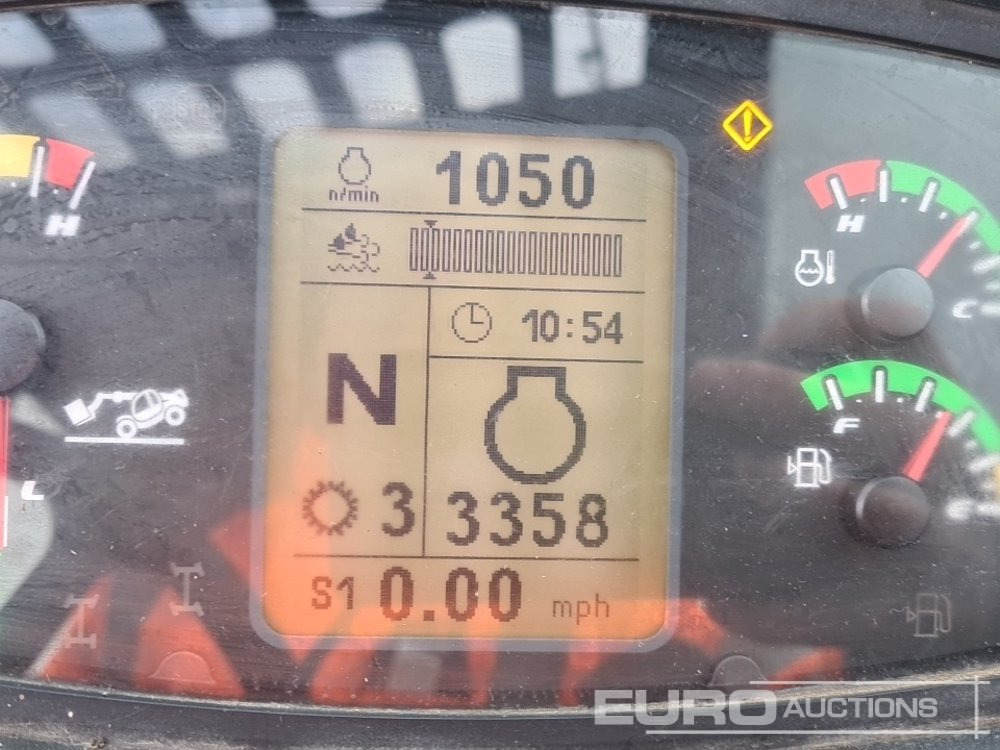 n/min 1050
H
H
10:54
C
N
F
L
3 3358
S1 0.00 mph
EURO AUCTIONS